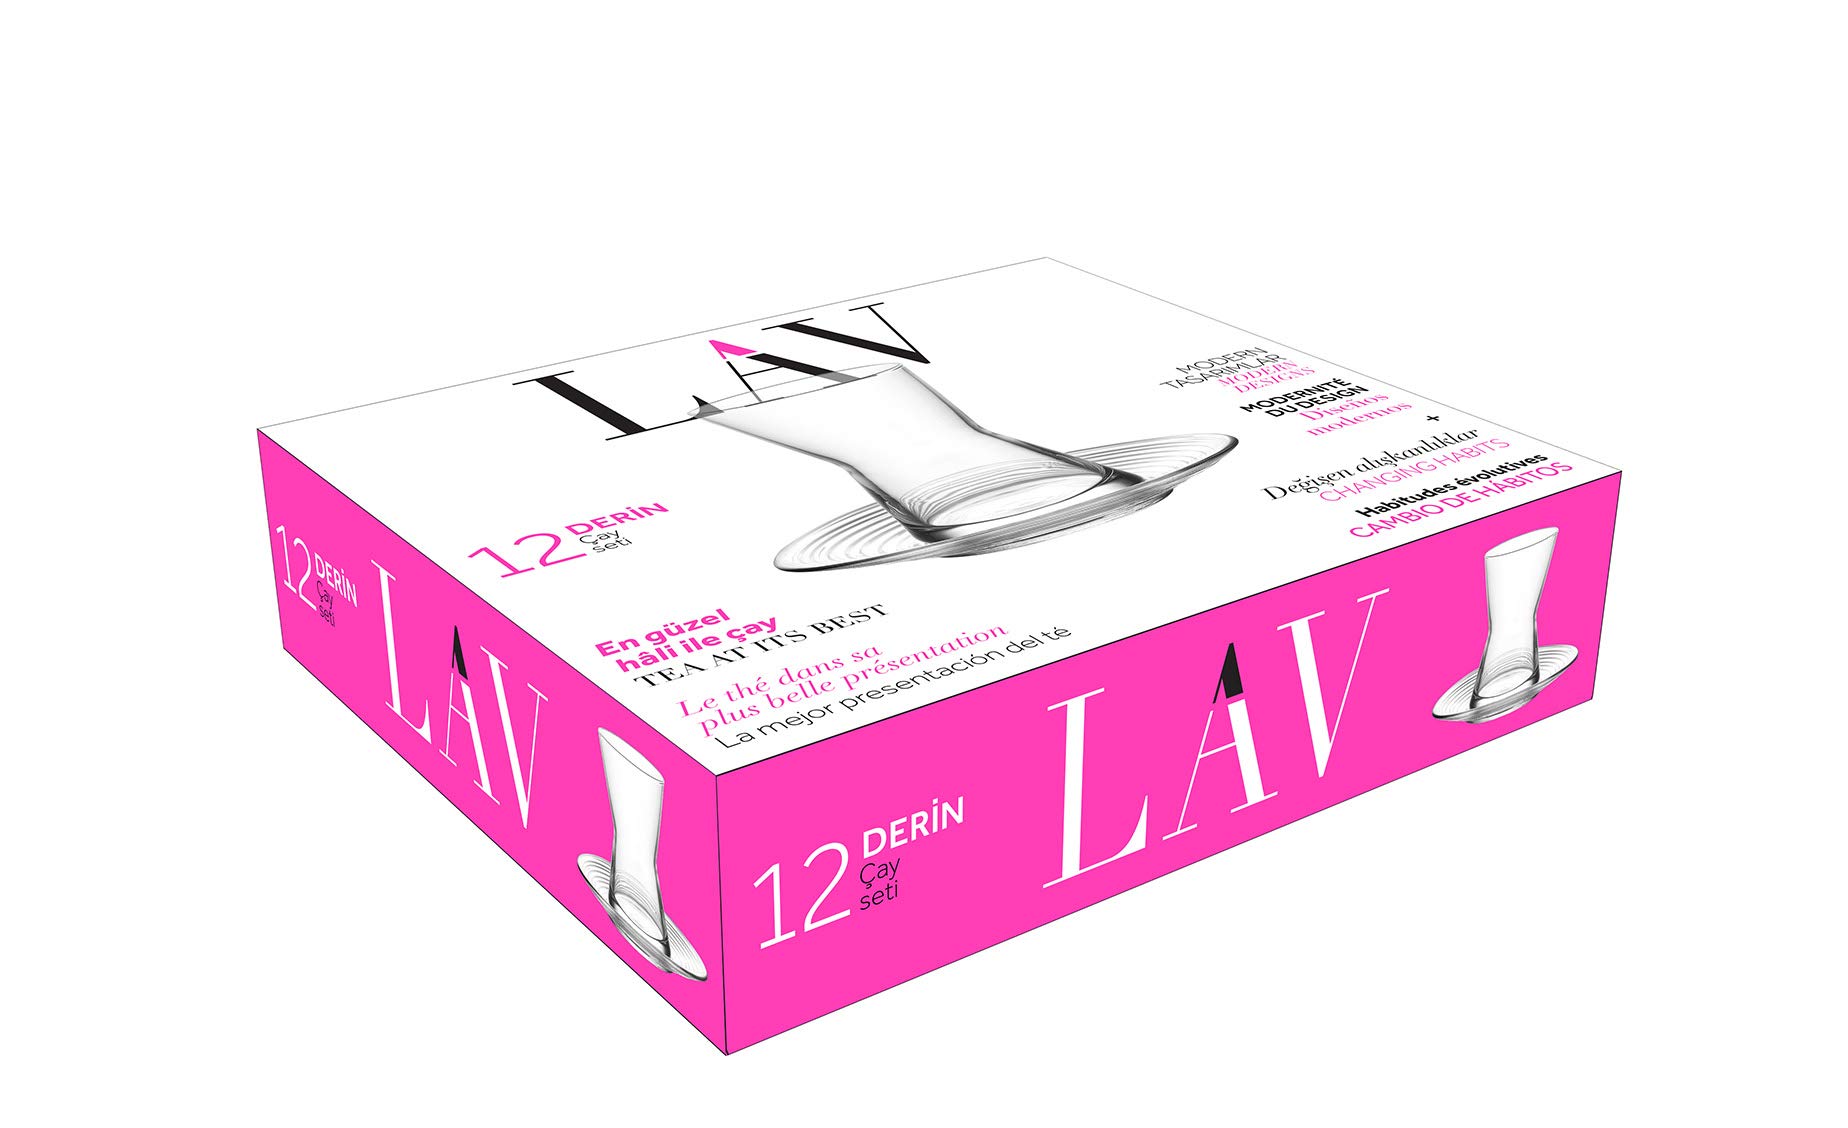 LAV
MODERN
TASARIMLAR
MODERN
DESIGNS
MODERNITÉ
DU DESIGN
Diseños
modernos
+
Değişen alışkanlıklar
CHANGING HABITS
Habitudes évolutives
CAMBIO DE HÁBITOS
12 DERİN
Çay
seti
En güzel
hâli ile çay
TEA AT ITS BEST
Le thé dans sa
plus belle présentation
La mejor presentación del té
12 DERİN
Çay
seti
LAV
12 DERİN
Çay
seti
LAV